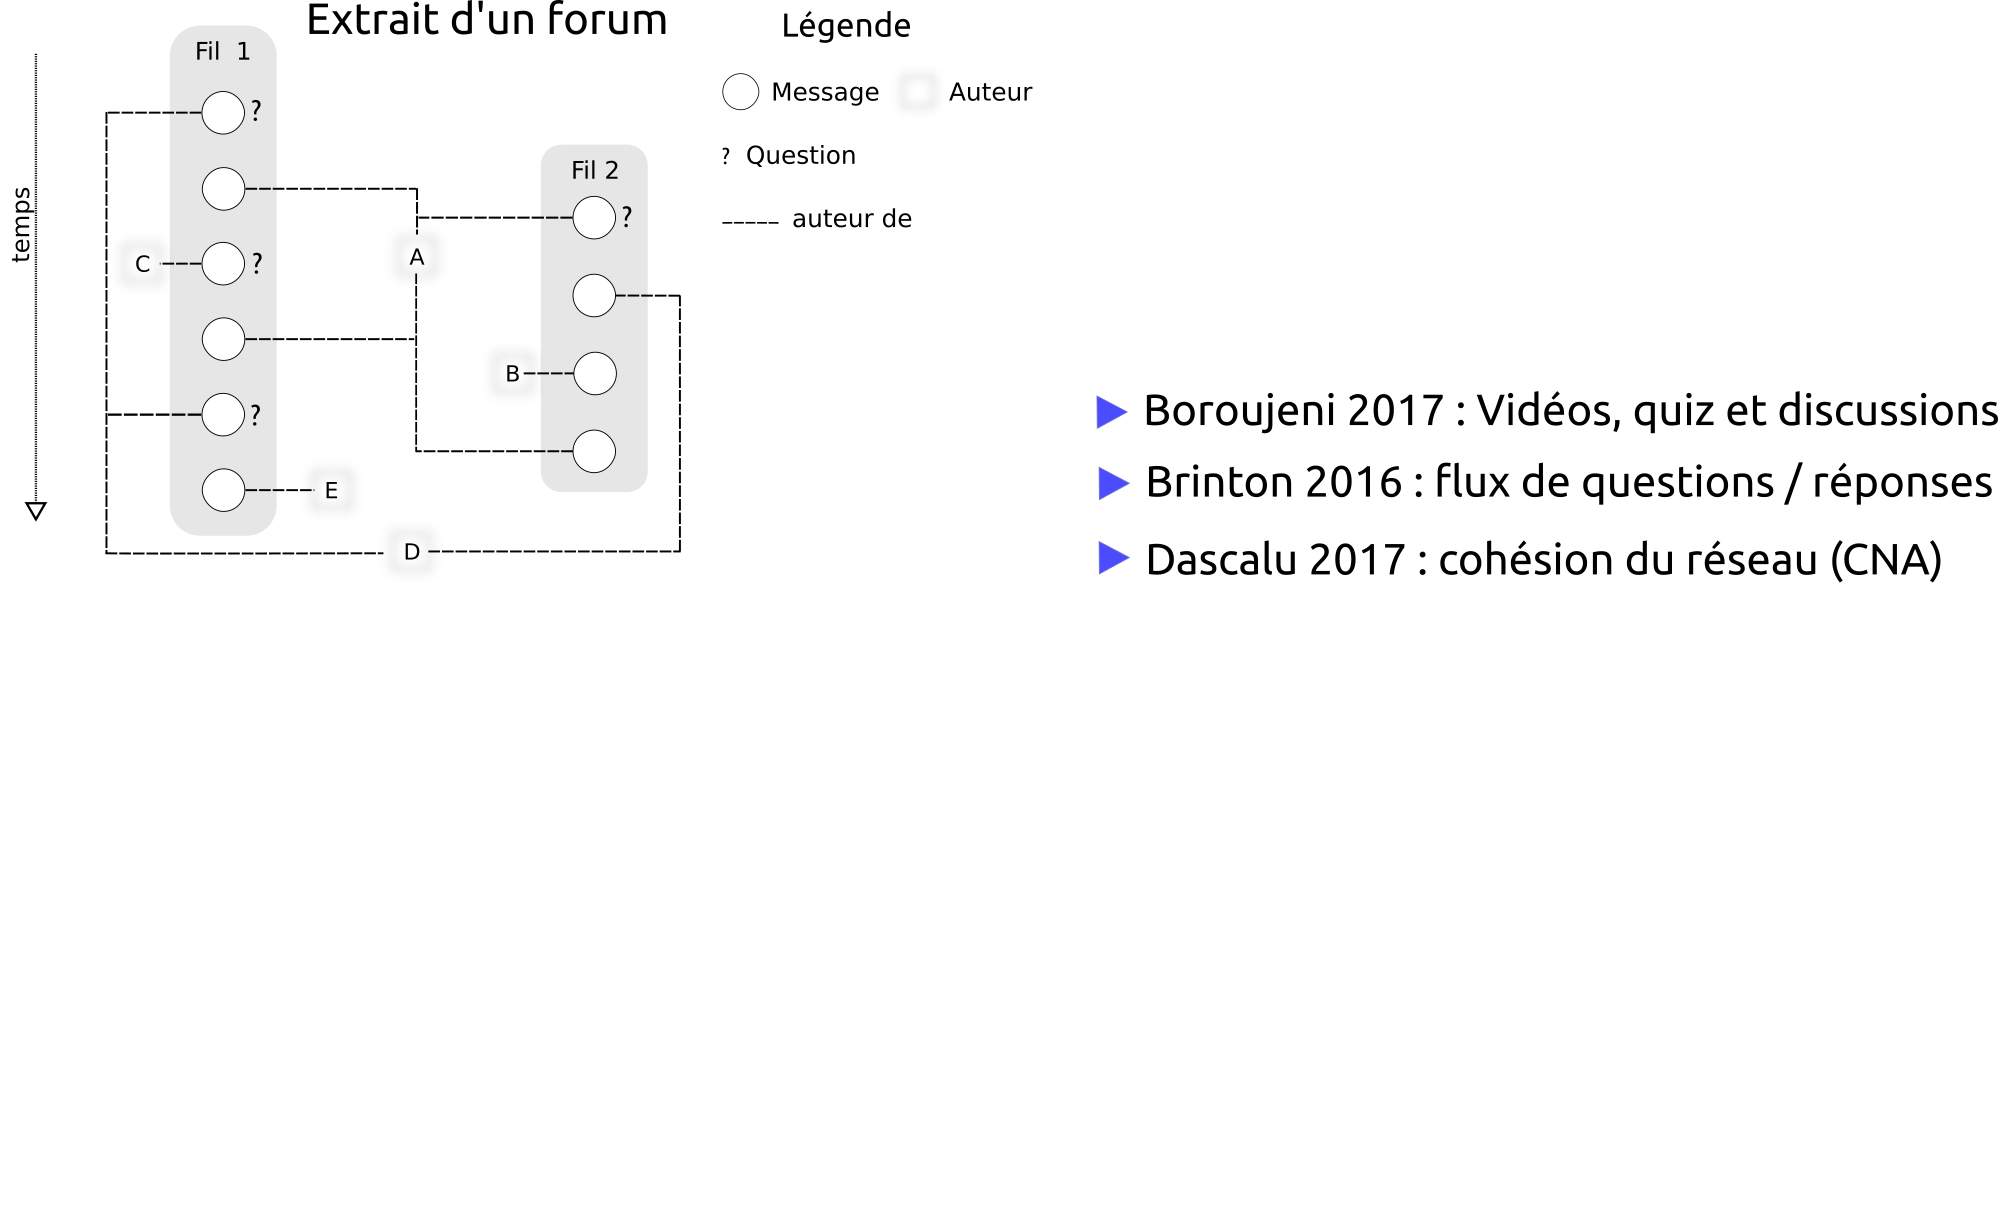 Extrait d'un forum
Légende
temps
Fil 1
?
?
?
C
A
E
D
Fil 2
?
B
Message
Auteur
? Question
----- auteur de
Boroujeni 2017 : Vidéos, quiz et discussions
Brinton 2016 : flux de questions / réponses
Dascalu 2017 : cohésion du réseau (CNA)